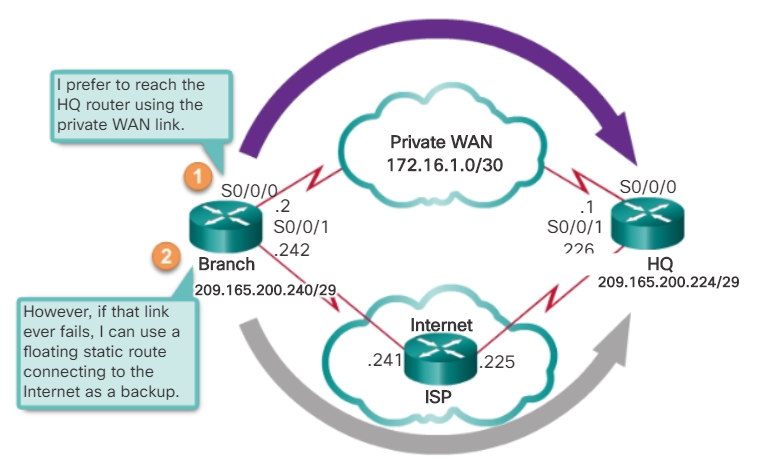 I prefer to reach the
HQ router using the
private WAN link.
Private WAN
172.16.1.0/30
1
S0/0/0
.2
S0/0/1
.242
S0/0/0
.1
S0/0/1
226
2
Branch
HQ
209.165.200.240/29
209.165.200.224/29
However, if that link
ever fails, I can use a
floating static route
connecting to the
Internet as a backup.
Internet
.241
.225
ISP